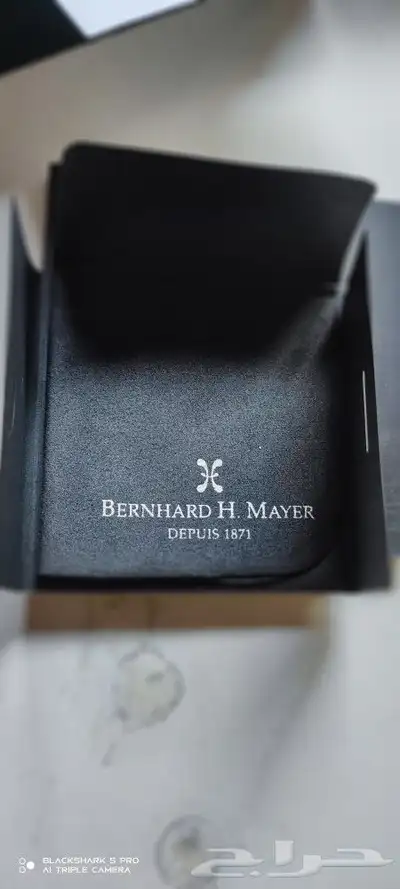 BERNHARD H. MAYER
DEPUIS 1871
BLACKSHARK 5 PRO
AI TRIPLE CAMERA
حراج